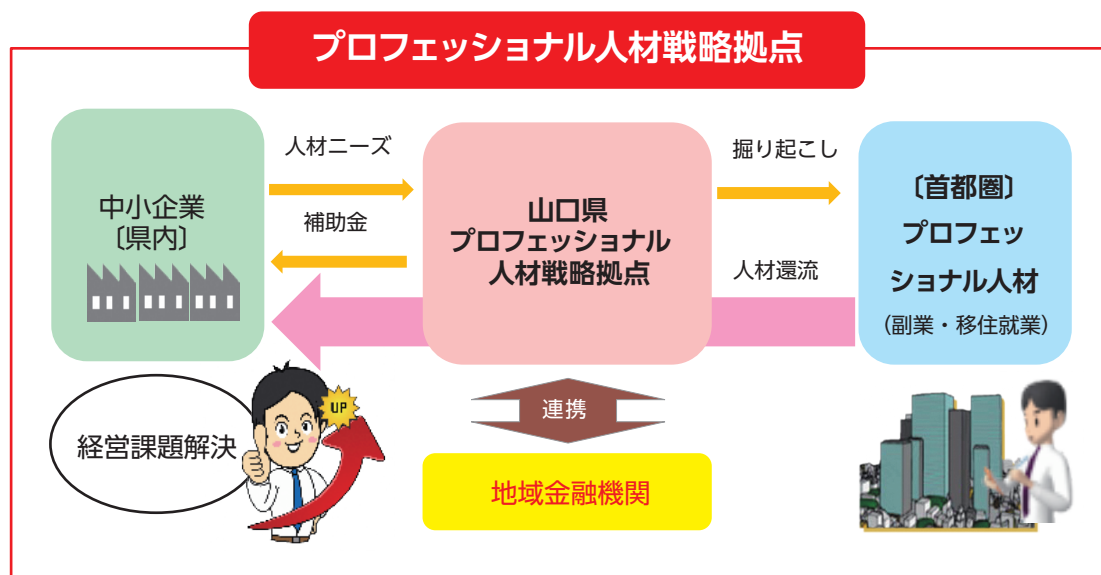 プロフェッショナル人材戦略拠点
中小企業
〔県内〕
人材ニーズ
補助金
山口県
プロフェッショナル
人材戦略拠点
掘り起こし
人材還流
〔首都圏〕
プロフェッ
ショナル人材
(副業・移住就業)
経営課題解決
UP
連携
地域金融機関